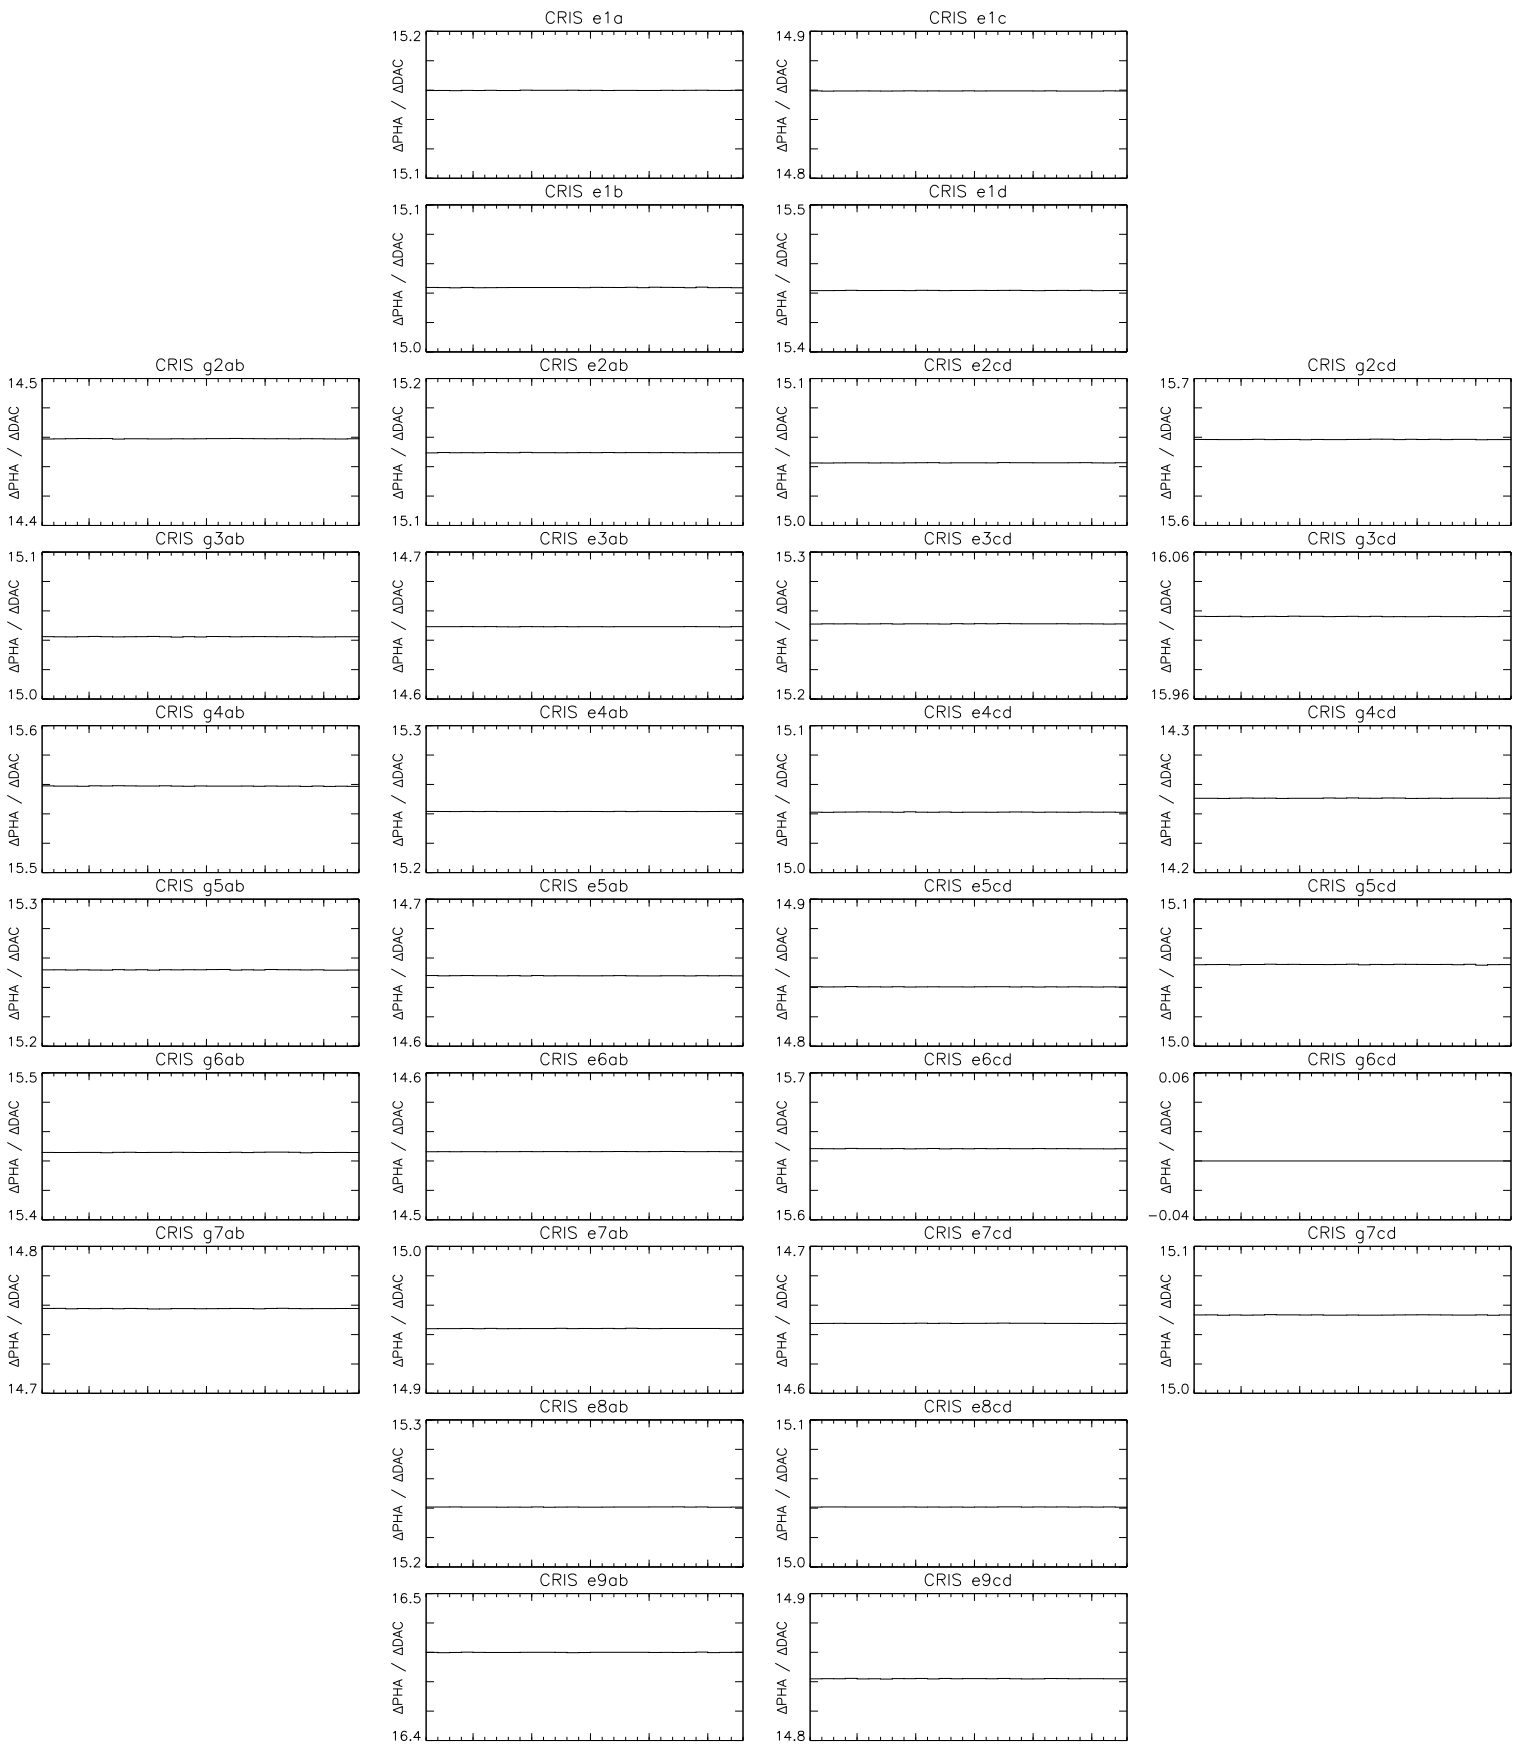 CRIS e1a
15.2
ΔPHA / ΔDAC
15.1
CRIS e1c
14.9
ΔPHA / ΔDAC
14.8
CRIS e1b
15.1
ΔPHA / ΔDAC
15.0
CRIS e1d
15.5
ΔPHA / ΔDAC
15.4
CRIS g2ab
14.5
ΔPHA / ΔDAC
14.4
CRIS e2ab
15.2
ΔPHA / ΔDAC
15.1
CRIS e2cd
15.1
ΔPHA / ΔDAC
15.0
CRIS g2cd
15.7
ΔPHA / ΔDAC
15.6
CRIS g3ab
15.1
ΔPHA / ΔDAC
15.0
CRIS e3ab
14.7
ΔPHA / ΔDAC
14.6
CRIS e3cd
15.3
ΔPHA / ΔDAC
15.2
CRIS g3cd
16.06
ΔPHA / ΔDAC
15.96
CRIS g4ab
15.6
ΔPHA / ΔDAC
15.5
CRIS e4ab
15.3
ΔPHA / ΔDAC
15.2
CRIS e4cd
15.1
ΔPHA / ΔDAC
15.0
CRIS g4cd
14.3
ΔPHA / ΔDAC
14.2
CRIS g5ab
15.3
ΔPHA / ΔDAC
15.2
CRIS e5ab
14.7
ΔPHA / ΔDAC
14.6
CRIS e5cd
14.9
ΔPHA / ΔDAC
14.8
CRIS g5cd
15.1
ΔPHA / ΔDAC
15.0
CRIS g6ab
15.5
ΔPHA / ΔDAC
15.4
CRIS e6ab
14.6
ΔPHA / ΔDAC
14.5
CRIS e6cd
15.7
ΔPHA / ΔDAC
15.6
CRIS g6cd
0.06
ΔPHA / ΔDAC
−0.04
CRIS g7ab
14.8
ΔPHA / ΔDAC
14.7
CRIS e7ab
15.0
ΔPHA / ΔDAC
14.9
CRIS e7cd
14.7
ΔPHA / ΔDAC
14.6
CRIS g7cd
15.1
ΔPHA / ΔDAC
15.0
CRIS e8ab
15.3
ΔPHA / ΔDAC
15.2
CRIS e8cd
15.1
ΔPHA / ΔDAC
15.0
CRIS e9ab
16.5
ΔPHA / ΔDAC
16.4
CRIS e9cd
14.9
ΔPHA / ΔDAC
14.8